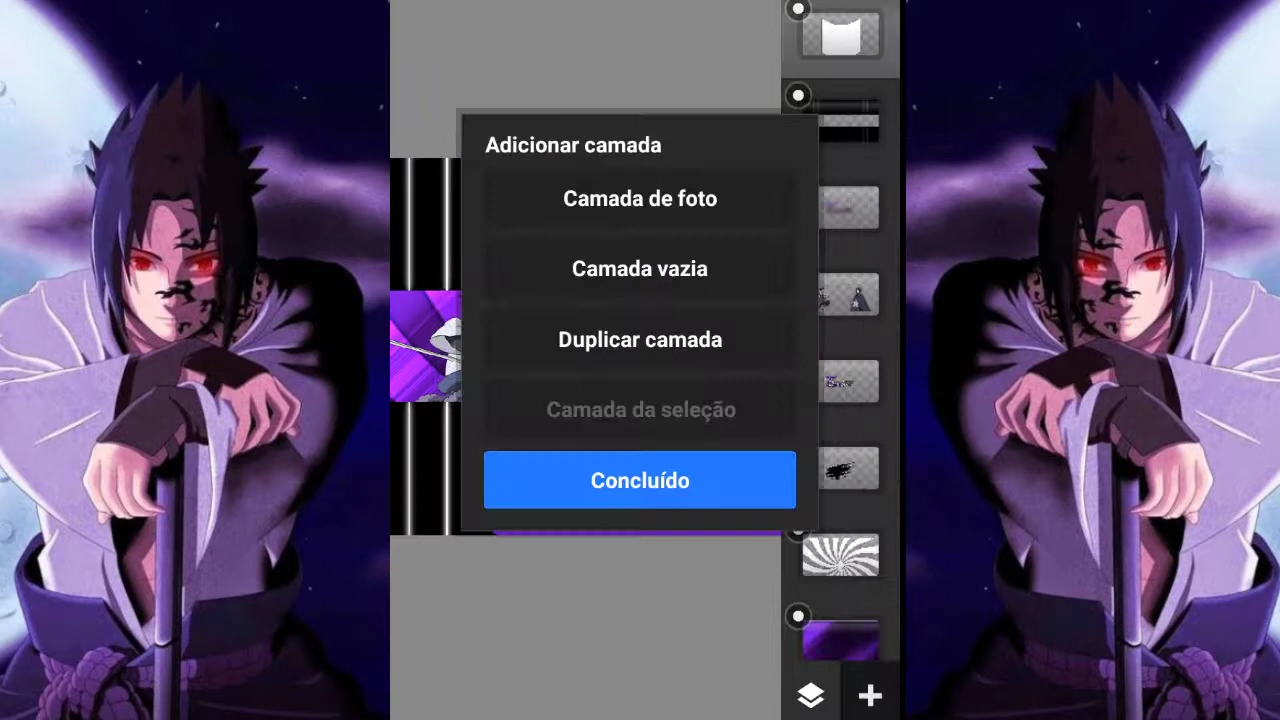 Adicionar camada
Camada de foto
Camada vazia
Duplicar camada
Camada da seleção
Concluído